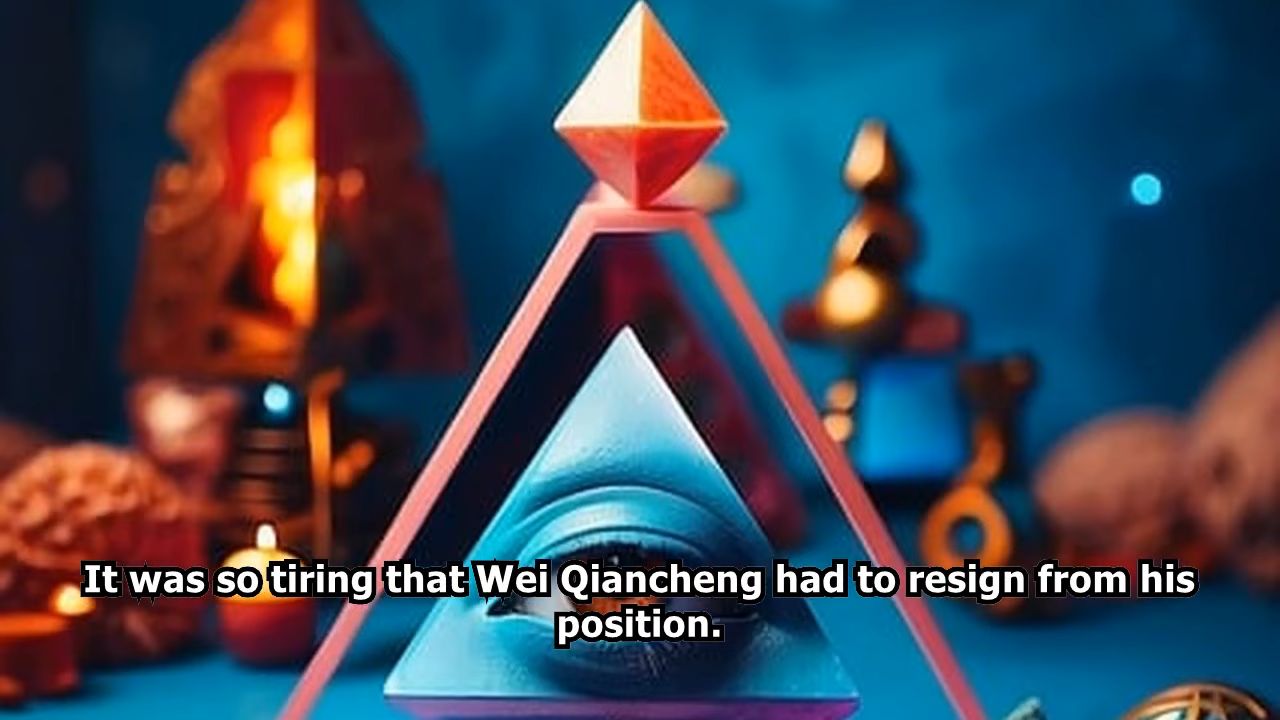 It was so tiring that Wei Qiancheng had to resign from his
position.